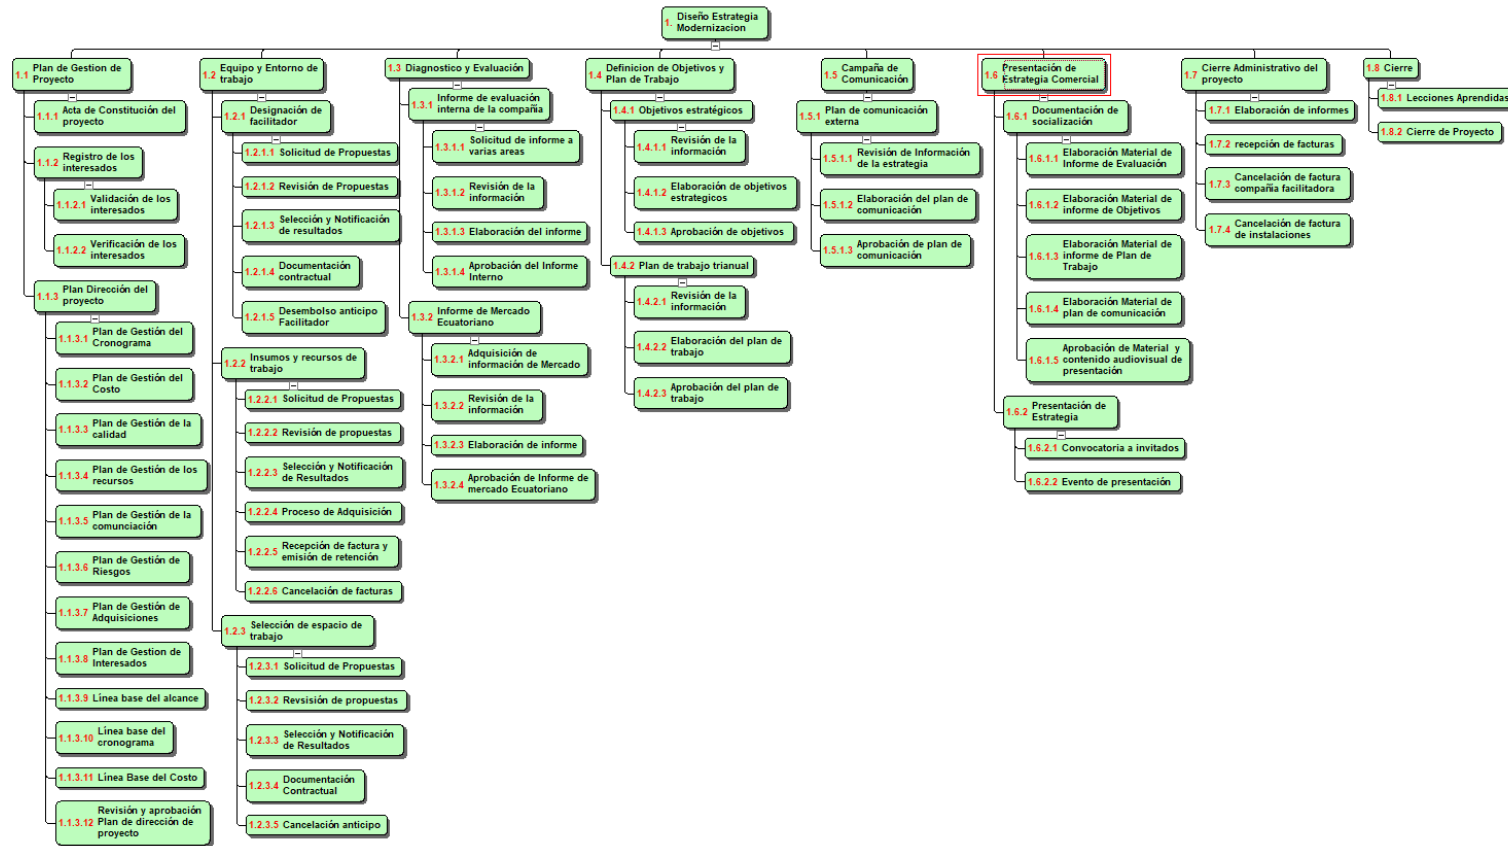 1. Diseño Estrategia
Modernizacion
1.1 Plan de Gestion de
Proyecto
1.1.1 Acta de Constitución del
proyecto
1.1.2 Registro de los
interesados
1.1.2.1 Validación de los
interesados
1.1.2.2 Verificación de los
interesados
1.1.3 Plan Dirección del
proyecto
1.1.3.1 Plan de Gestión del
Cronograma
1.1.3.2 Plan de Gestión del
Costo
1.1.3.3 Plan de Gestión de la
calidad
1.1.3.4 Plan de Gestión de los
recursos
1.1.3.5 Plan de Gestión de la
comunciación
1.1.3.6 Plan de Gestión de
Riesgos
1.1.3.7 Plan de Gestión de
Adquisiciones
1.1.3.8 Plan de Gestion de
Interesados
1.1.3.9 Línea base del alcance
1.1.3.10 Línea base del
cronograma
1.1.3.11 Línea Base del Costo
1.1.3.12 Revisión y aprobación
Plan de dirección de
proyecto
1.2 Equipo y Entorno de
trabajo
1.2.1 Designación de
facilitador
1.2.1.1 Solicitud de Propuestas
1.2.1.2 Revisión de Propuestas
1.2.1.3 Selección y Notificación
de resultados
1.2.1.4 Documentación
contractual
1.2.1.5 Desembolso anticipo
Facilitador
1.2.2 Insumos y recursos de
trabajo
1.2.2.1 Solicitud de Propuestas
1.2.2.2 Revisión de propuestas
1.2.2.3 Selección y Notificación
de Resultados
1.2.2.4 Proceso de Adquisición
1.2.2.5 Recepción de factura y
emisión de retención
1.2.2.6 Cancelación de facturas
1.2.3 Selección de espacio de
trabajo
1.2.3.1 Solicitud de Propuestas
1.2.3.2 Revsisión de propuestas
1.2.3.3 Selección y Notificación
de Resultados
1.2.3.4 Documentación
Contractual
1.2.3.5 Cancelación anticipo
1.3 Diagnostico y Evaluación
1.3.1 Informe de evaluación
interna de la compañía
1.3.1.1 Solicitud de informe a
varias areas
1.3.1.2 Revisión de la
información
1.3.1.3 Elaboración del informe
1.3.1.4 Aprobación del Informe
Interno
1.3.2 Informe de Mercado
Ecuatoriano
1.3.2.1 Adquisición de
información de Mercado
1.3.2.2 Revisión de la
información
1.3.2.3 Elaboración de informe
1.3.2.4 Aprobación de Informe de
mercado Ecuatoriano
1.4 Definicion de Objetivos y
Plan de Trabajo
1.4.1 Objetivos estratégicos
1.4.1.1 Revisión de la
información
1.4.1.2 Elaboración de objetivos
estrategicos
1.4.1.3 Aprobación de objetivos
1.4.2 Plan de trabajo trianual
1.4.2.1 Revisión de la
información
1.4.2.2 Elaboración del plan de
trabajo
1.4.2.3 Aprobación del plan de
trabajo
1.5 Campaña de
Comunicación
1.5.1 Plan de comunicación
externa
1.5.1.1 Revisión de Información
de la estrategia
1.5.1.2 Elaboración del plan de
comunicación
1.5.1.3 Aprobación de plan de
comunicación
1.6 Presentación de
Estrategia Comercial
1.6.1 Documentación de
socialización
1.6.1.1 Elaboración Material de
Informe de Evaluación
1.6.1.2 Elaboración Material de
informe de Objetivos
1.6.1.3 Elaboración Material de
informe de Plan de
Trabajo
1.6.1.4 Elaboración Material de
plan de comunicación
1.6.1.5 Aprobación de Material y
contenido audiovisual de
presentación
1.6.2 Presentación de
Estrategia
1.6.2.1 Convocatoria a invitados
1.6.2.2 Evento de presentación
1.7 Cierre Administrativo del
proyecto
1.7.1 Elaboración de informes
1.7.2 recepción de facturas
1.7.3 Cancelación de factura
compañía facilitadora
1.7.4 Cancelación de factura
de instalaciones
1.8 Cierre
1.8.1 Lecciones Aprendidas
1.8.2 Cierre de Proyecto